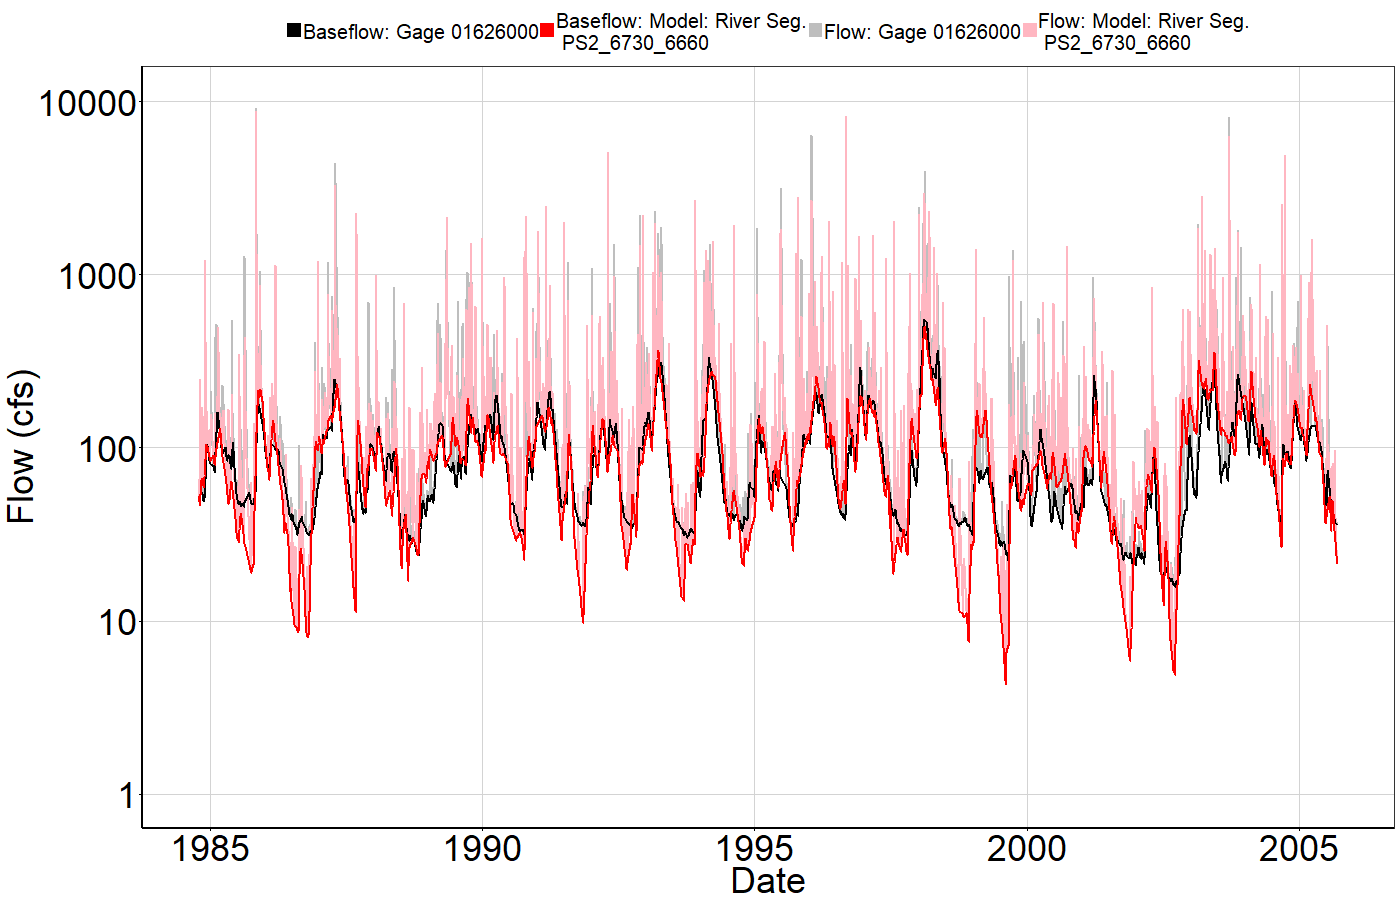 Baseflow: Gage 01626000
Baseflow: Model: River Seg.
PS2_6730_6660
Flow: Gage 01626000
Flow: Model: River Seg.
PS2_6730_6660
10000
1000
100
10
1
Flow (cfs)
1985
1990
1995
2000
2005
Date